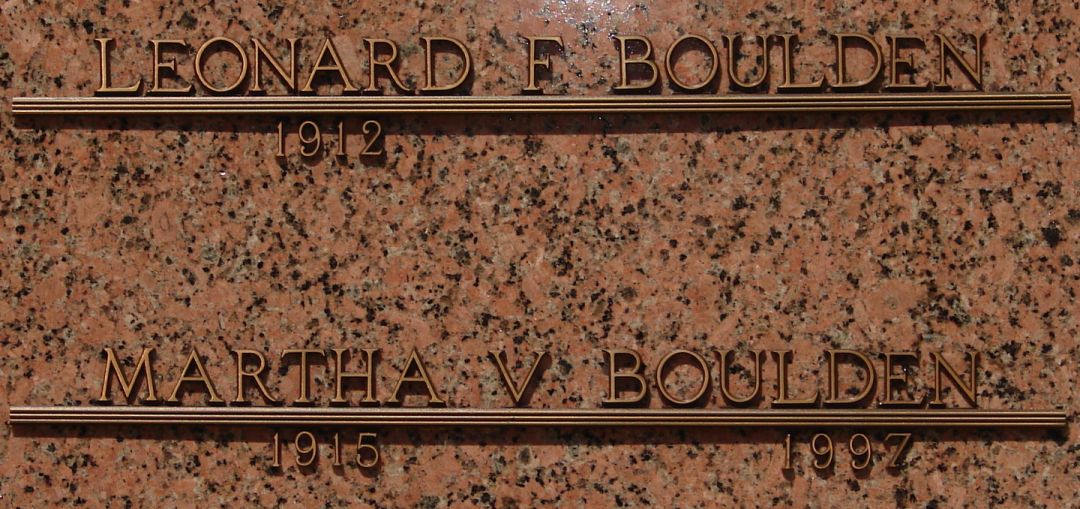 LEONARD F BOULDEN
1912
MARTHA V BOULDEN
1915 1997